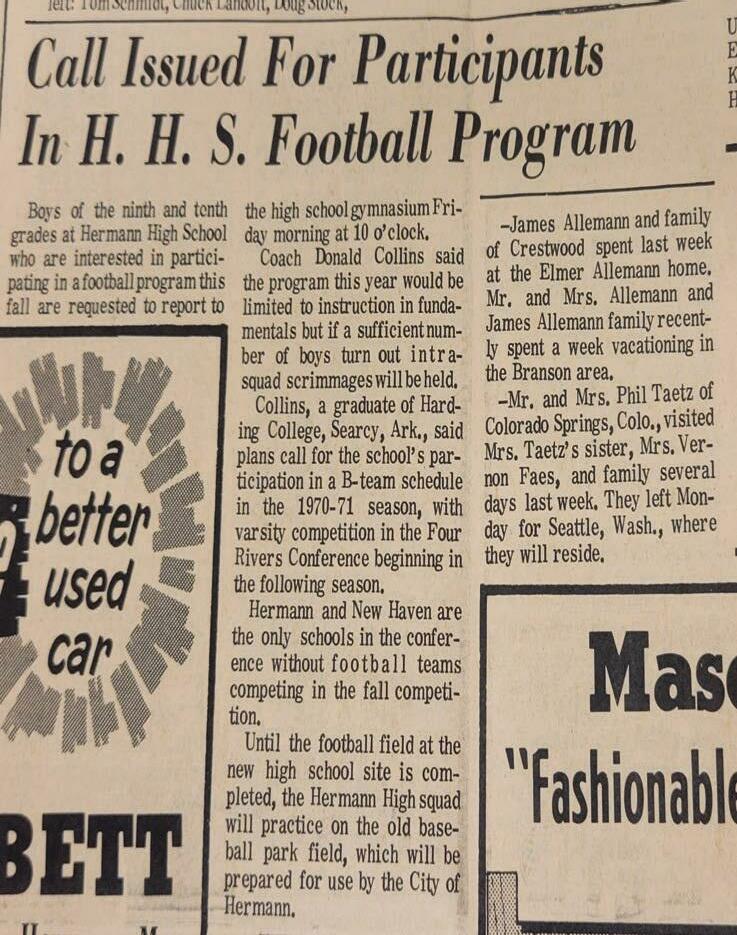 left: Tom Schmidt, Chuck Landolt, Doug Stock,
Call Issued For Participants
In H. H. S. Football Program
Boys of the ninth and tenth
grades at Hermann High School
who are interested in partici-
pating in a football program this
fall are requested to report to
the high school gymnasium Fri-
day morning at 10 o'clock.
Coach Donald Collins said
the program this year would be
limited to instruction in funda-
mentals but if a sufficient num-
ber of boys turn out intra-
squad scrimmages will be held.
Collins, a graduate of Hard-
ing College, Searcy, Ark., said
plans call for the school's par-
ticipation in a B-team schedule
in the 1970-71 season, with
varsity competition in the Four
Rivers Conference beginning in
the following season.
Hermann and New Haven are
the only schools in the confer-
ence without football teams
competing in the fall competi-
tion.
Until the football field at the
new high school site is com-
pleted, the Hermann High squad
will practice on the old base-
ball park field, which will be
prepared for use by the City of
Hermann.
-James Allemann and family
of Crestwood spent last week
at the Elmer Allemann home.
Mr. and Mrs. Allemann and
James Allemann family recent-
ly spent a week vacationing in
the Branson area.
-Mr. and Mrs. Phil Taetz of
Colorado Springs, Colo., visited
Mrs. Taetz's sister, Mrs. Ver-
non Faes, and family several
days last week. They left Mon-
day for Seattle, Wash., where
they will reside.
U
E
K
H
to a
better
used
car
BETT
Mas
"Fashionable